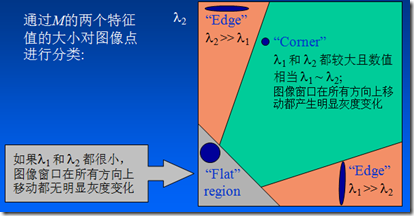 通过M的两个特征
值的大小对图像点
进行分类:
λ2
“Edge”
λ2 >> λ1
“Corner”
λ1 和 λ2 都较大且数值
相当 λ1 ~ λ2;
图像窗口在所有方向上移
动都产生明显灰度变化
如果λ1 和 λ2 都很小,
图像窗口在所有方向上
移动都无明显灰度变化
“Flat”
region
“Edge”
λ1 >> λ2